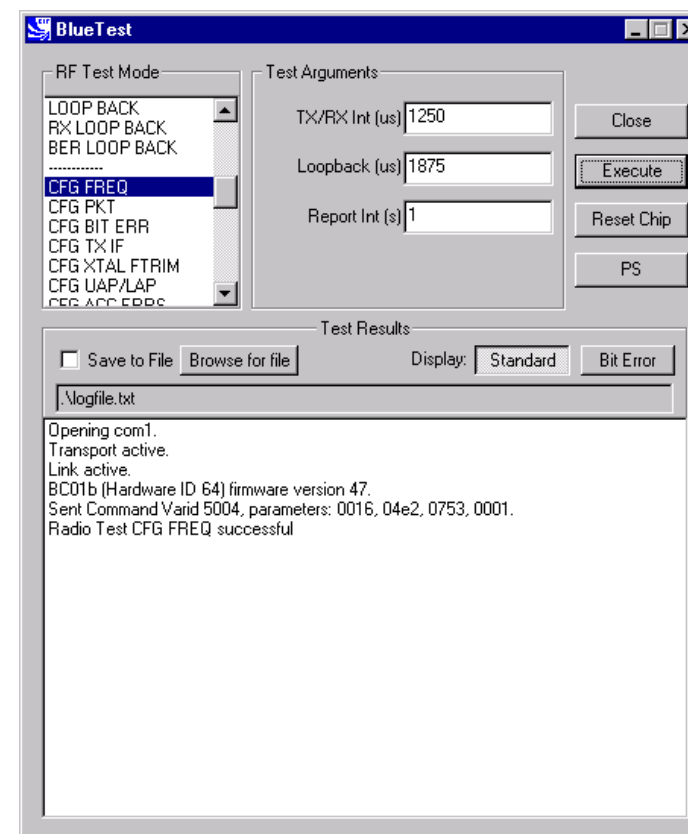 BlueTest
RF Test Mode
LOOP BACK
RX LOOP BACK
BER LOOP BACK
-----------
CFG FREQ
CFG PKT
CFG BIT ERR
CFG TX IF
CFG XTAL FTRIM
CFG UAP/LAP
CFG ACC ERRS
Test Arguments
TX/RX Int (us) 1250
Loopback (us) 1875
Report Int (s) 1
Close
Execute
Reset Chip
PS
Test Results
Save to File Browse for file Display: Standard Bit Error
.\logfile.txt
Opening com1.
Transport active.
Link active.
BC01b (Hardware ID 64) firmware version 47.
Sent Command Varid 5004, parameters: 0016, 04e2, 0753, 0001.
Radio Test CFG FREQ successful